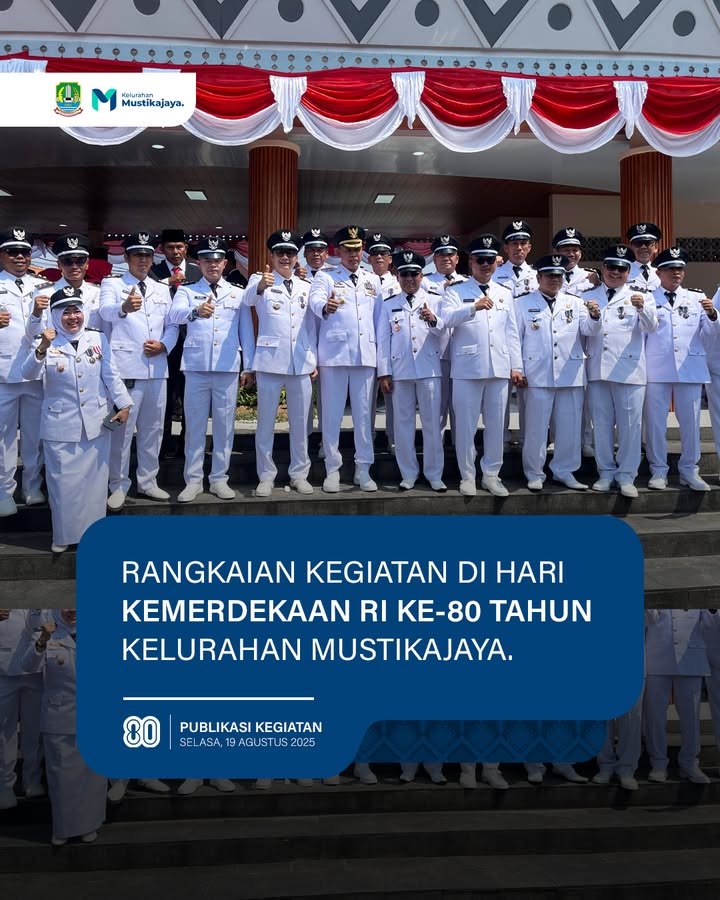 Kelurahan
Mustikajaya.
RANGKAIAN KEGIATAN DI HARI
KEMERDEKAAN RI KE-80 TAHUN
KELURAHAN MUSTIKAJAYA.
80
PUBLIKASI KEGIATAN
SELASA, 19 AGUSTUS 2025